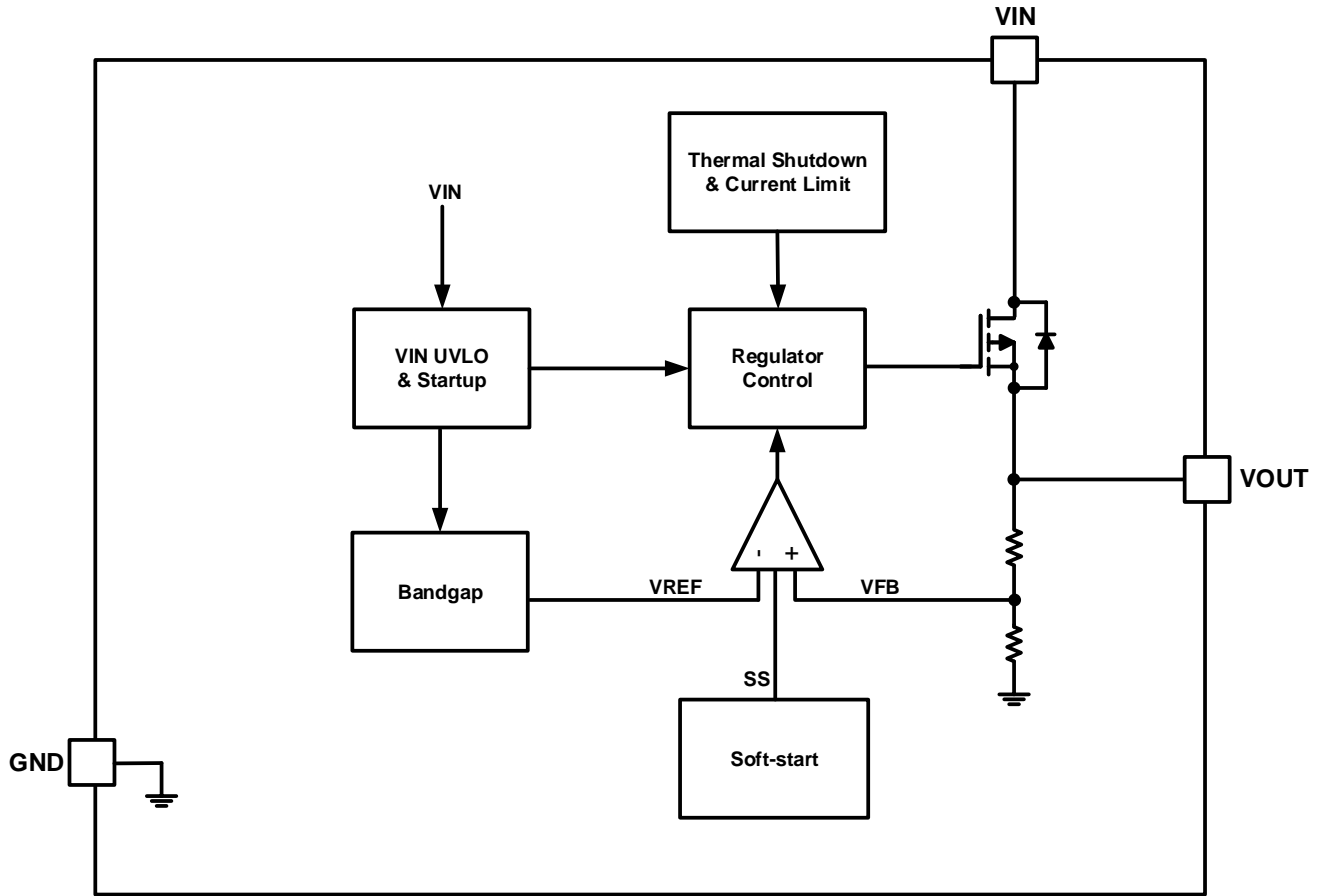 VIN
Thermal Shutdown
& Current Limit
VIN
VIN UVLO
& Startup
Regulator
Control
VOUT
- +
Bandgap
VREF
VFB
SS
GND
Soft-start